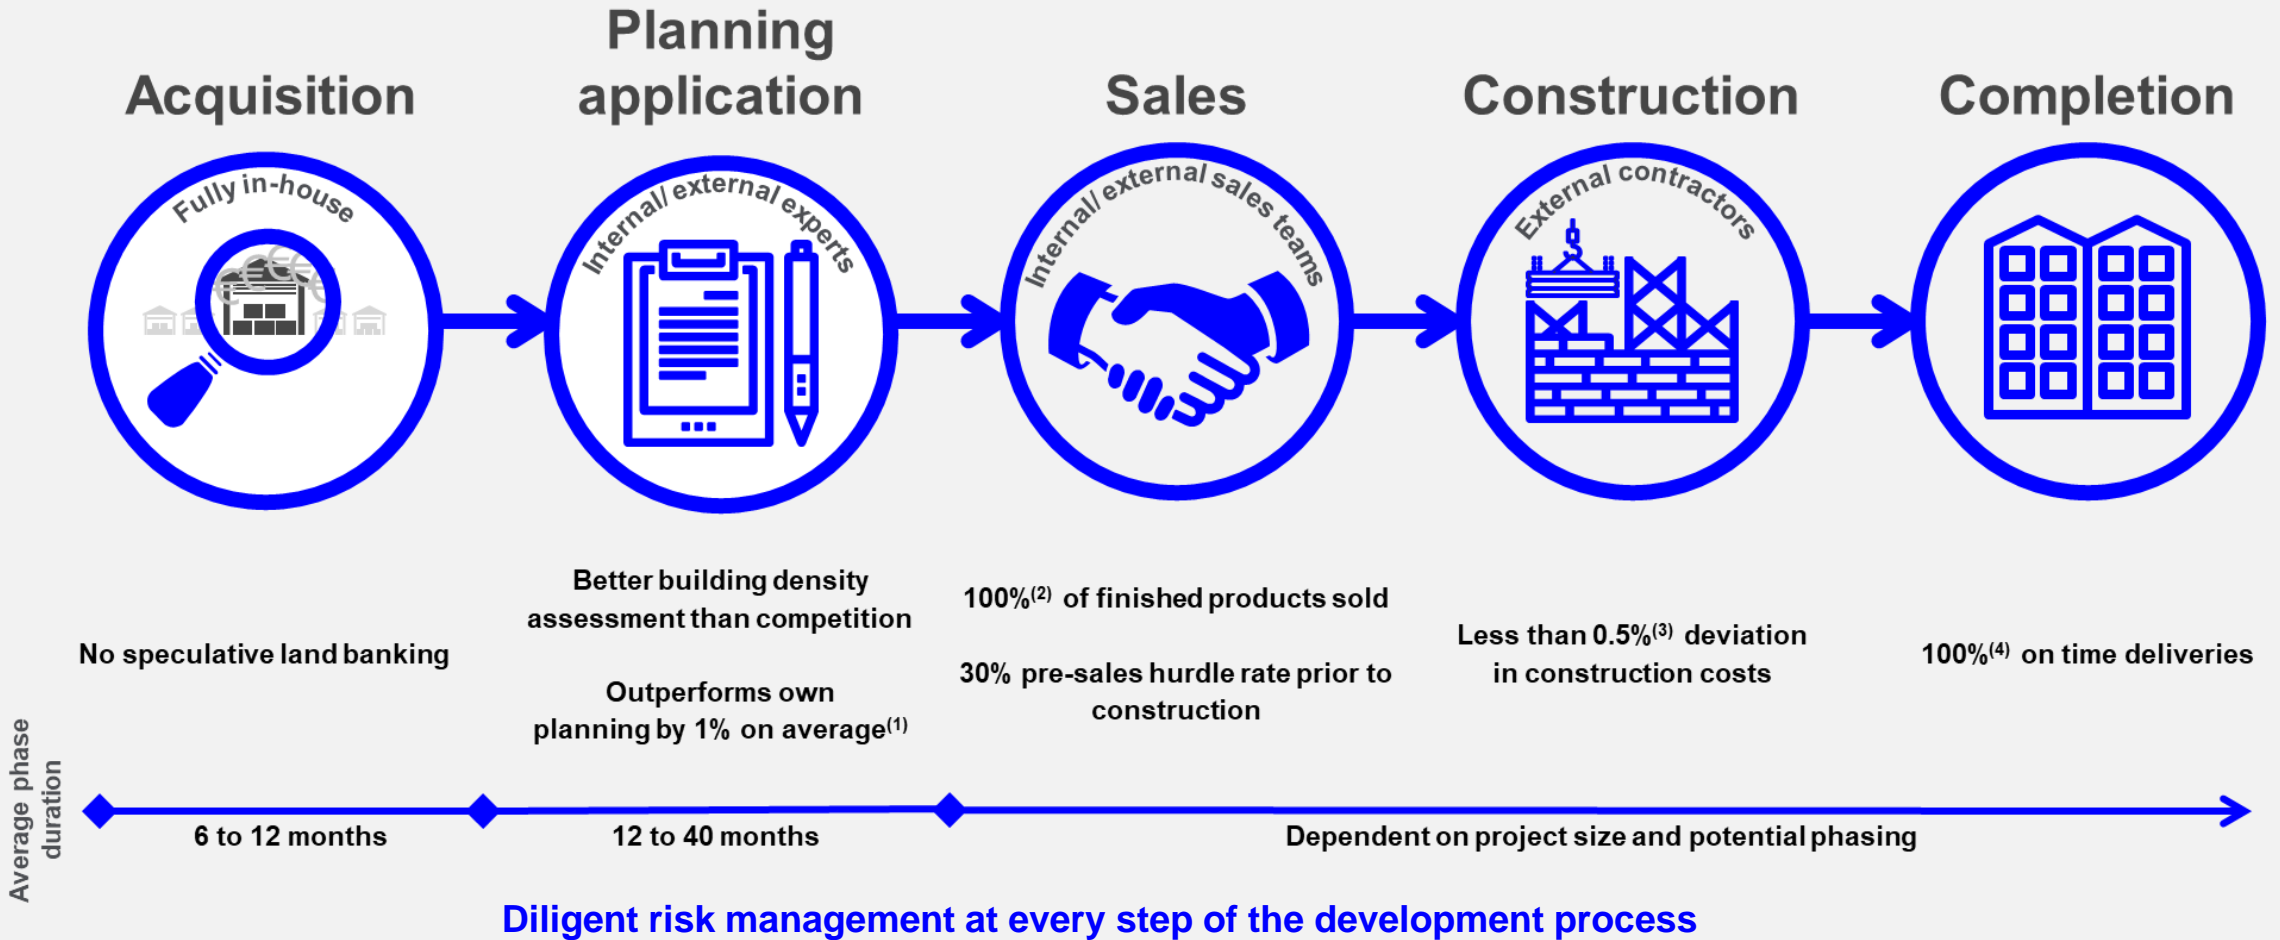 Acquisition
Planning
application
Sales
Construction
Completion
Fully in-house
Internal/ external experts
Internal/ external sales teams
External contractors
No speculative land banking
Better building density
assessment than competition
Outperforms own
planning by 1% on average(1)
100%(2) of finished products sold
30% pre-sales hurdle rate prior to
construction
Less than 0.5%(3) deviation
in construction costs
100%(4) on time deliveries
Average phase
duration
6 to 12 months
12 to 40 months
Dependent on project size and potential phasing
Diligent risk management at every step of the development process